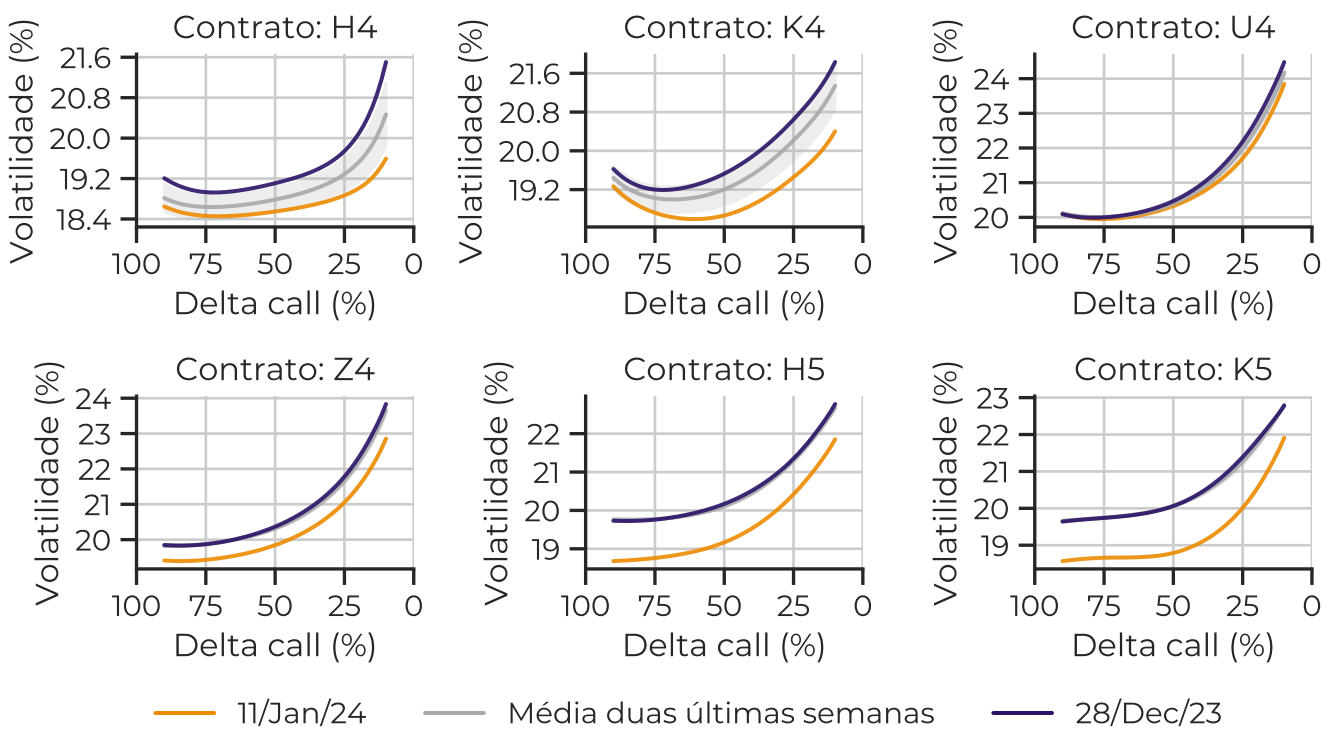 Contrato: H4
Volatilidade (%)
21.6
20.8
20.0
19.2
18.4
100 75 50 25 0
Delta call (%)
Contrato: K4
Volatilidade (%)
21.6
20.8
20.0
19.2
100 75 50 25 0
Delta call (%)
Contrato: U4
Volatilidade (%)
24
23
22
21
20
100 75 50 25 0
Delta call (%)
Contrato: Z4
Volatilidade (%)
24
23
22
21
20
100 75 50 25 0
Delta call (%)
Contrato: H5
Volatilidade (%)
22
21
20
19
100 75 50 25 0
Delta call (%)
Contrato: K5
Volatilidade (%)
23
22
21
20
19
100 75 50 25 0
Delta call (%)
11/Jan/24 Média duas últimas semanas 28/Dec/23